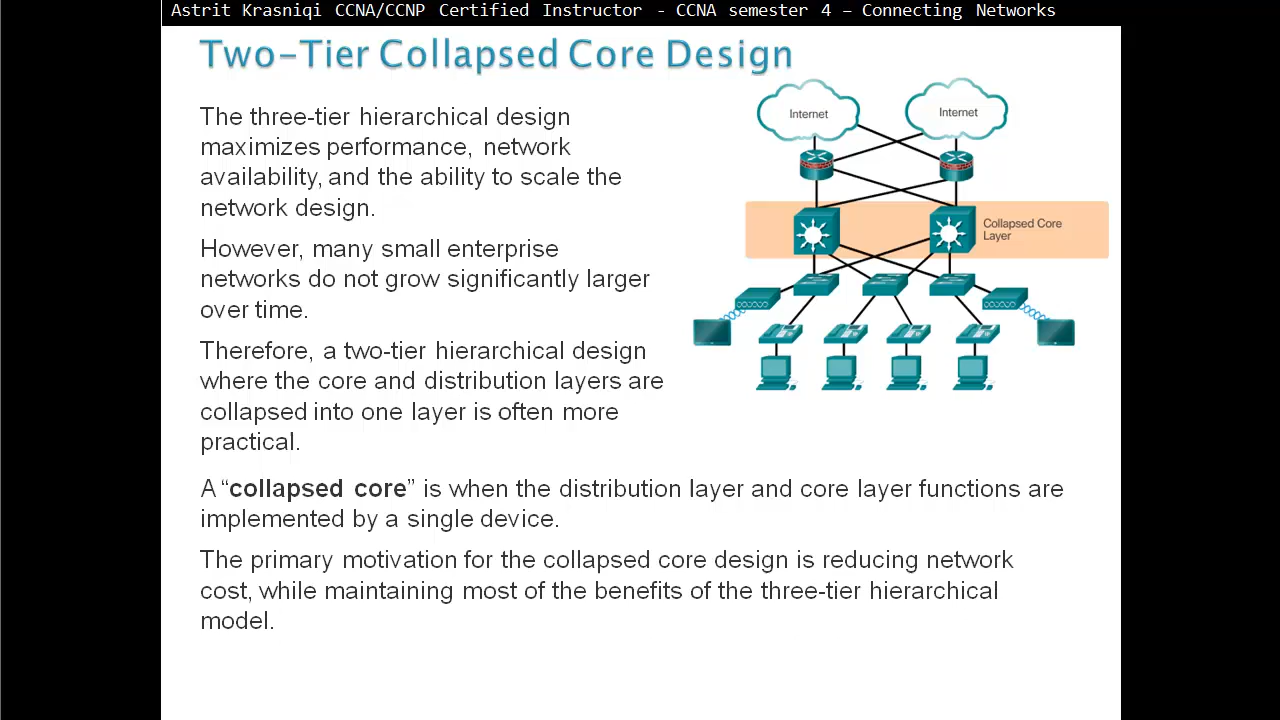 Astrit Krasniqi CCNA/CCNP Certified Instructor - CCNA semester 4 – Connecting Networks
Two-Tier Collapsed Core Design
The three-tier hierarchical design
maximizes performance, network
availability, and the ability to scale the
network design.
However, many small enterprise
networks do not grow significantly larger
over time.
Therefore, a two-tier hierarchical design
where the core and distribution layers are
collapsed into one layer is often more
practical.
Internet
Internet
Collapsed Core
Layer
A “collapsed core” is when the distribution layer and core layer functions are
implemented by a single device.
The primary motivation for the collapsed core design is reducing network
cost, while maintaining most of the benefits of the three-tier hierarchical
model.